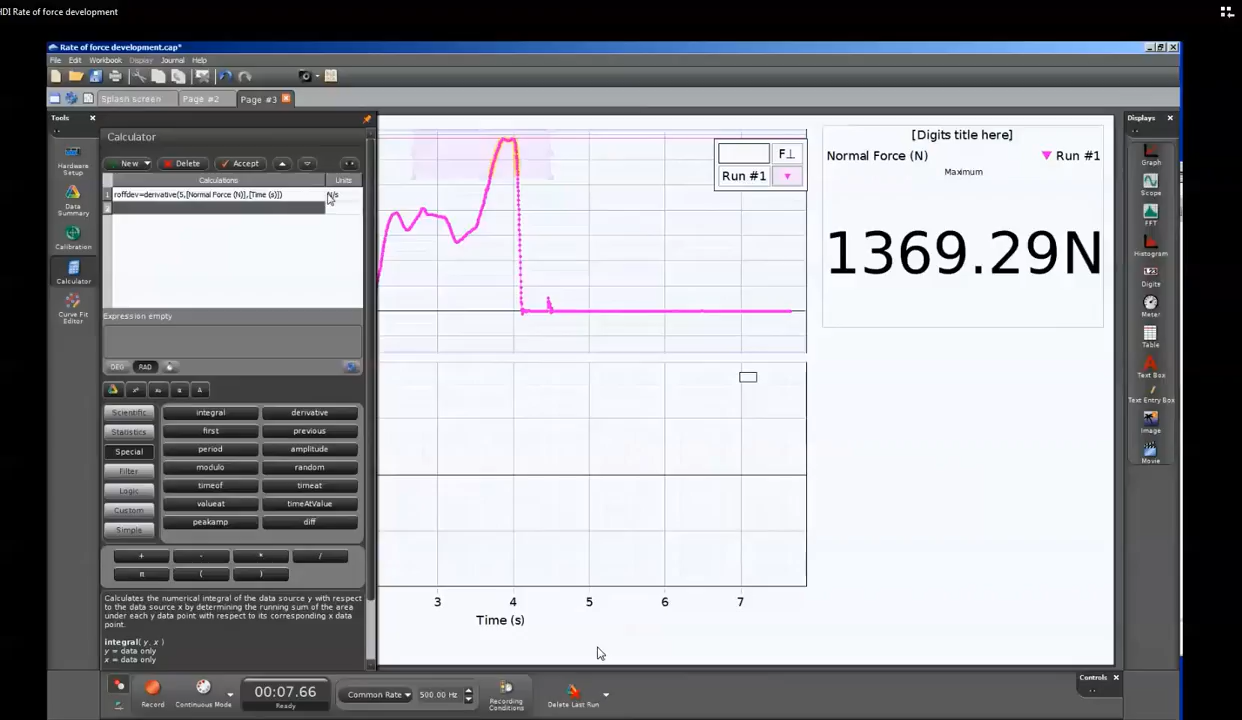 HDI Rate of force development
Rate of force development.cap*
File Edit Workbook Display Journal Help
Splash screen Page #2 Page #3
Tools
Hardware
Setup
Data
Summary
Calibration
Calculator
Curve Fit
Editor
Calculator
New Delete Accept
Calculations Units
1 roffdev=derivative(5,[Normal Force (N)],[Time (s)]) N/s
2
Expression empty
DEG RAD
Scientific
Statistics
Special
Filter
Logic
Custom
Simple
integral derivative
first previous
period amplitude
modulo random
timeof timeat
valueat timeAtValue
peakamp diff
+ - * /
π ( )
Calculates the numerical integral of the data source y with respect
to the data source x by determining the running sum of the area
under each y data point with respect to its corresponding x data
point.
integral( y, x )
y = data only
x = data only
F⊥
Run #1
3 4 5 6 7
Time (s)
[Digits title here]
Normal Force (N) Run #1
Maximum
1369.29N
Displays
Graph
Scope
FFT
Histogram
Digits
Meter
Table
Text Box
Text Entry Box
Image
Movie
Record
Continuous Mode
00:07.66
Ready
Common Rate 500.00 Hz
Recording
Conditions
Delete Last Run
Controls